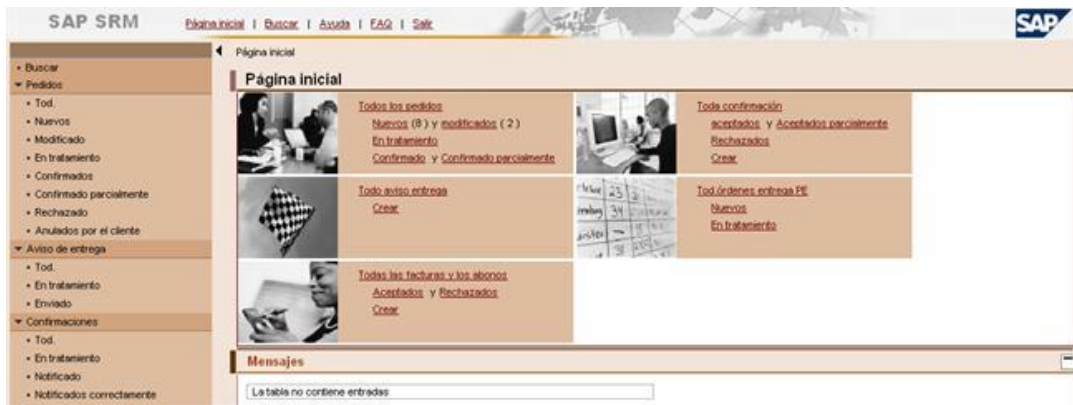 SAP SRM
Página inicial | Buscar | Ayuda | FAQ | Salir
SAP
Página inicial
Buscar
Pedidos
Tod.
Nuevos
Modificado
En tratamiento
Confirmados
Confirmado parcialmente
Rechazado
Anulados por el cliente
Aviso de entrega
Tod.
En tratamiento
Enviado
Confirmaciones
Tod.
En tratamiento
Notificado
Notificados correctamente
Página inicial
Todos los pedidos
Nuevos (8) y modificados (2)
En tratamiento
Confirmado y Confirmado parcialmente
Toda confirmación
aceptados y Aceptados parcialmente
Rechazados
Crear
Todo aviso entrega
Crear
23
34
Tod.órdenes entrega PE
Nuevos
En tratamiento
Todas las facturas y los abonos
Aceptados y Rechazados
Crear
Mensajes
La tabla no contiene entradas